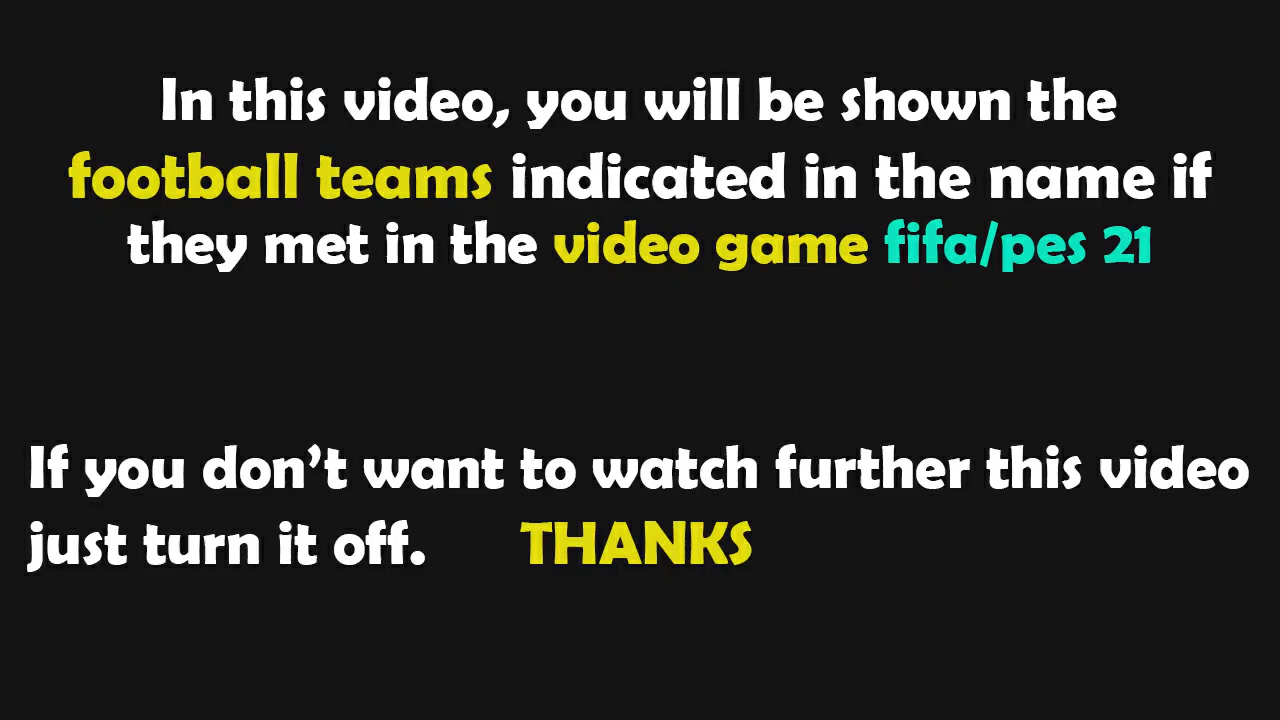 In this video, you will be shown the
football teams indicated in the name if
they met in the video game fifa/pes 21
If you don't want to watch further this video
just turn it off. THANKS